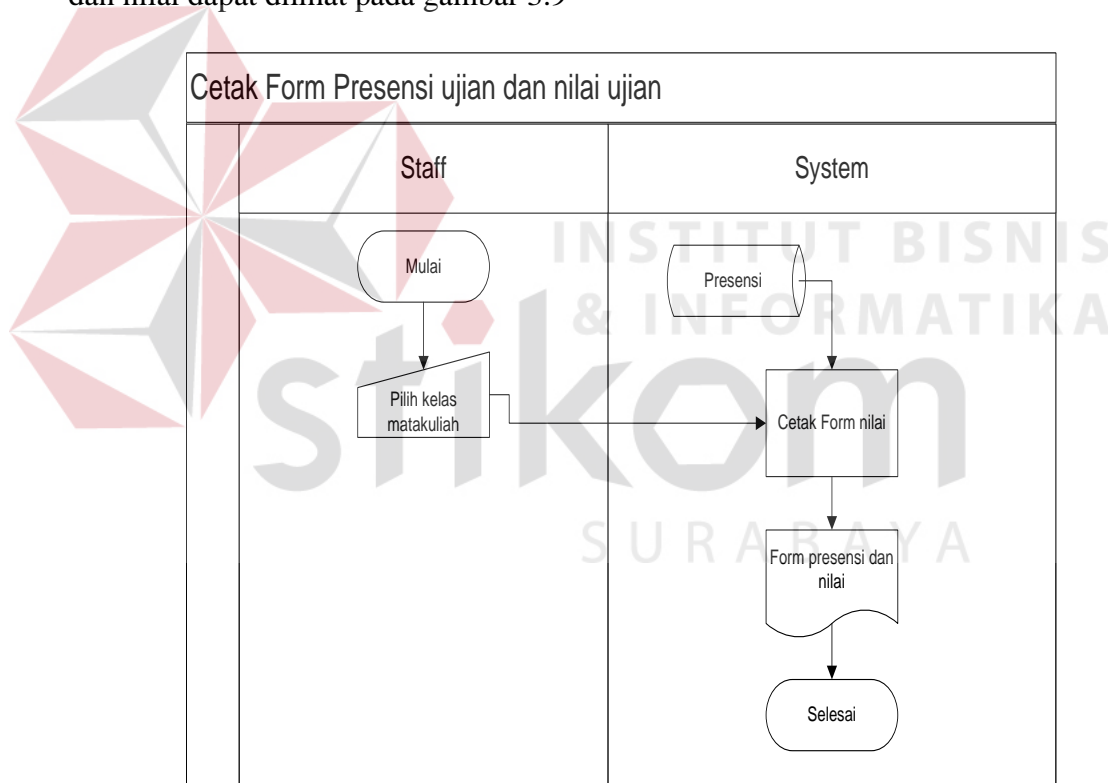 dan nilai dapat dilihat pada gambar 3.9
Cetak Form Presensi ujian dan nilai ujian
Staff
System
INSTITUT BISNIS
& INFORMATIKA
stikom
SURABAYA
Mulai
Presensi
Pilih kelas
matakuliah
Cetak Form nilai
Form presensi dan
nilai
Selesai